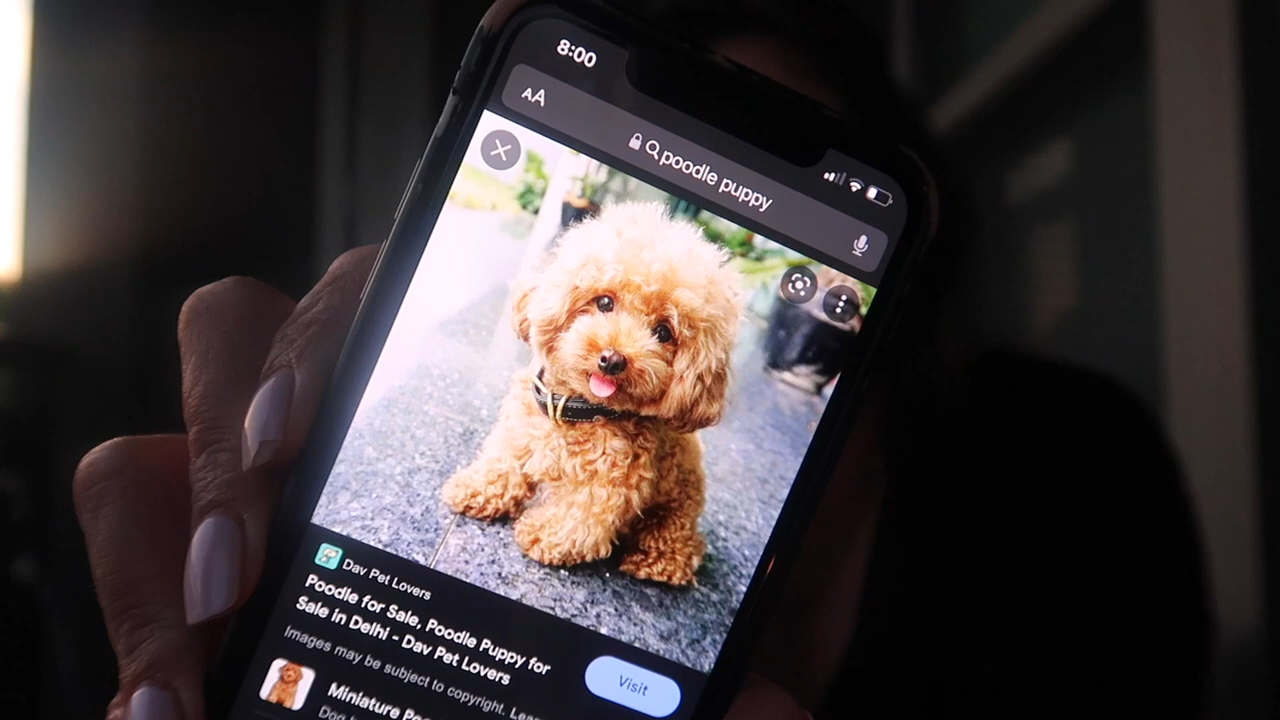 8:00
AA
poodle puppy
Dav Pet Lovers
Poodle for Sale, Poodle Puppy for
Sale in Delhi - Dav Pet Lovers
Images may be subject to copyright.
Visit
Miniature